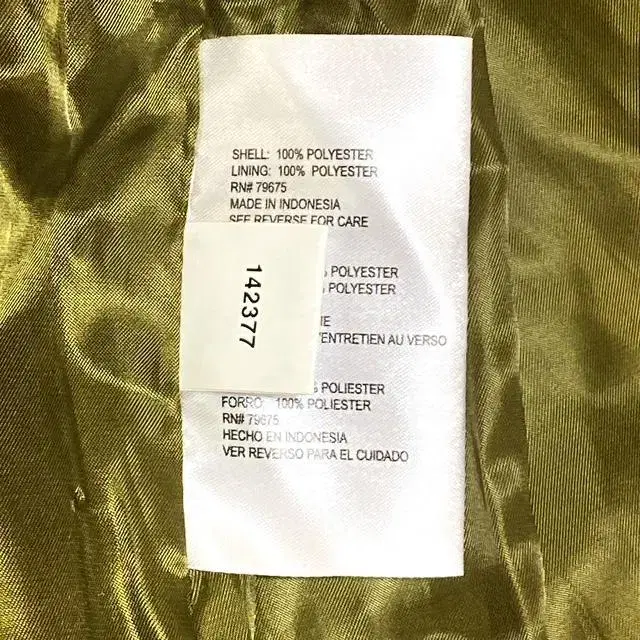 SHELL: 100% POLYESTER
LINING: 100% POLYESTER
RN# 79675
MADE IN INDONESIA
SEE REVERSE FOR CARE
POLYESTER
POLYESTER
'ENTRETIEN AU VERSO
142377
% POLIESTER
FORRO: 100% POLIESTER
RN# 79675
HECHO EN INDONESIA
VER REVERSO PARA EL CUIDADO